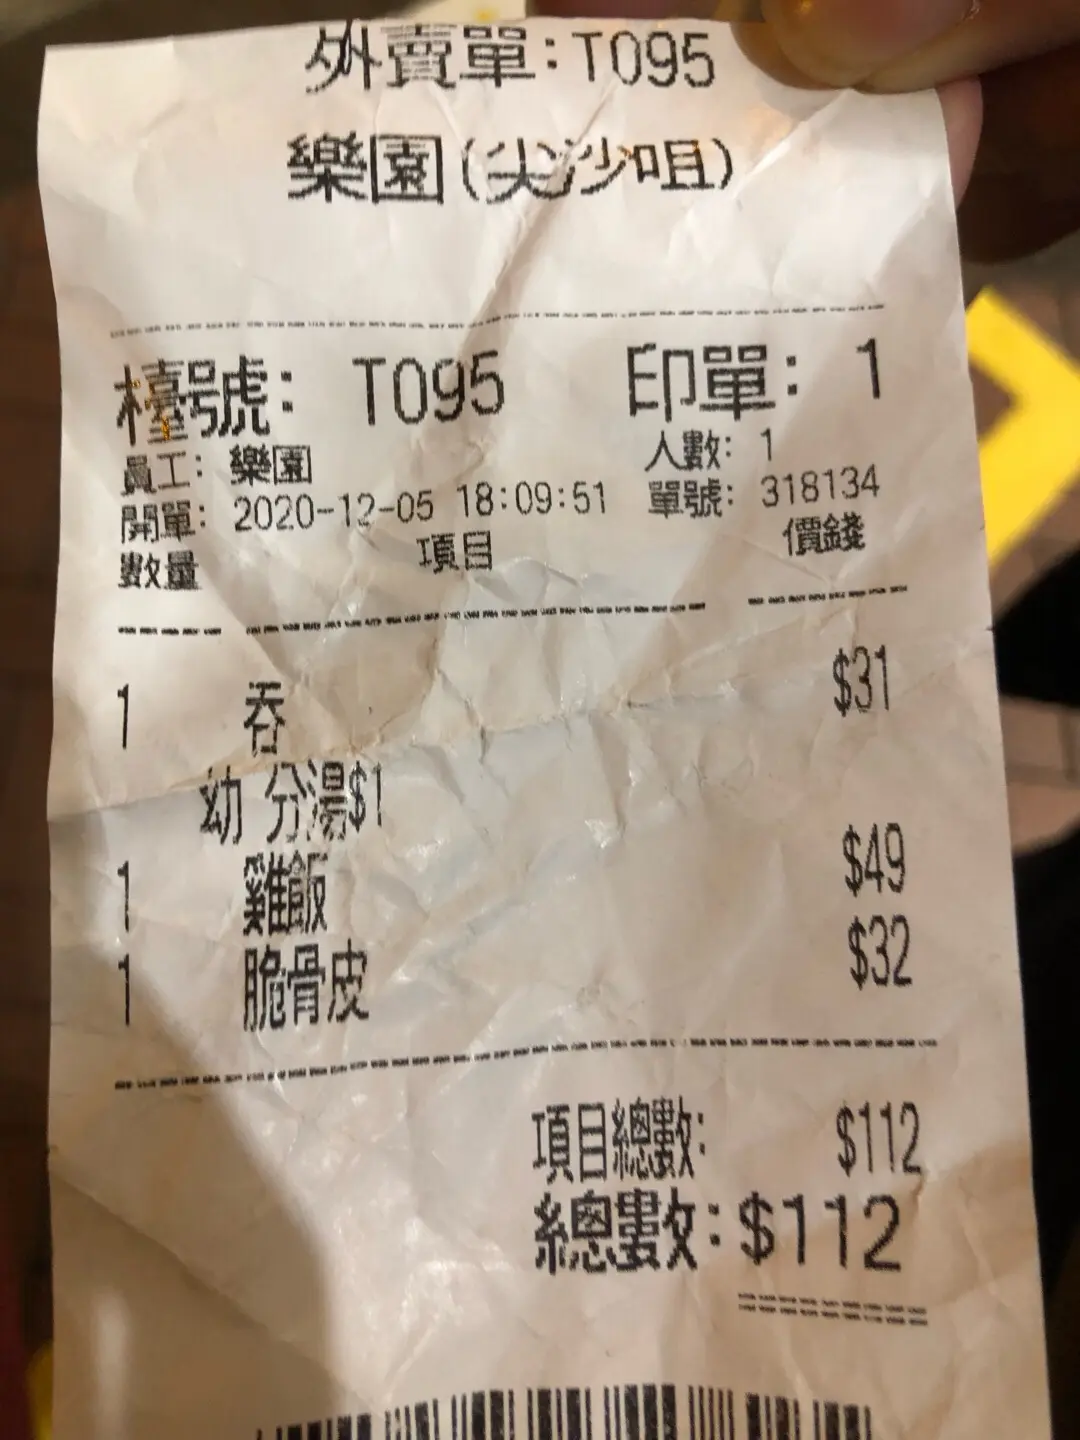 外賣單:T095
樂園(尖沙咀)
檯號: T095 印單: 1
員工: 樂園 人數: 1
開單: 2020-12-05 18:09:51 單號: 318134
數量 項目 價錢
1 吞 $31
幼 分湯$1
1 雞飯 $49
1 脆骨皮 $32
項目總數: $112
總數: $112